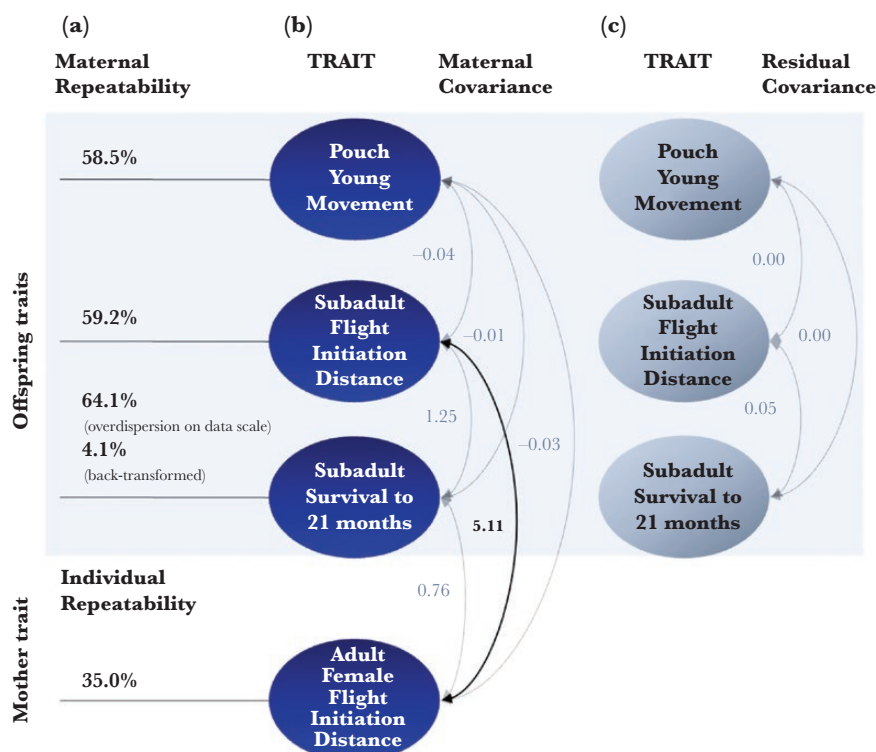 (a)
(b)
(c)
Maternal
Repeatability
TRAIT
Maternal
Covariance
TRAIT
Residual
Covariance
Offspring traits
58.5%
Pouch
Young
Movement
–0.04
Pouch
Young
Movement
0.00
59.2%
Subadult
Flight
Initiation
Distance
–0.01
Subadult
Flight
Initiation
Distance
0.00
64.1%
(overdispersion on data scale)
4.1%
(back-transformed)
1.25
–0.03
0.05
Subadult
Survival to
21 months
5.11
Subadult
Survival to
21 months
Mother trait
Individual
Repeatability
0.76
35.0%
Adult
Female
Flight
Initiation
Distance